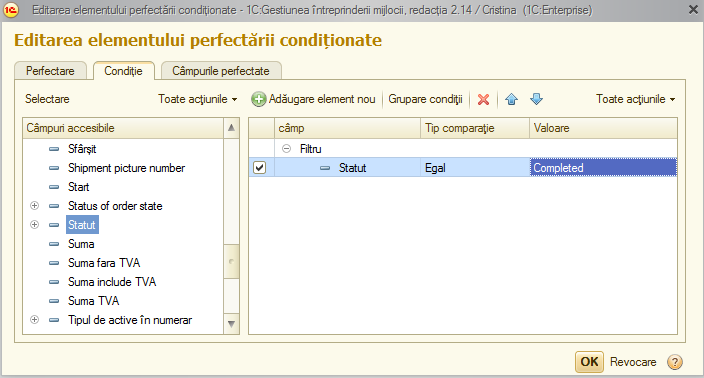 Editarea elementului perfectării condiționate - 1C:Gestiunea întreprinderii mijlocii, redacția 2.14 / Cristina (1C:Enterprise)
Editarea elementului perfectării condiționate
Perfectare
Condiție
Câmpurile perfectate
Selectare
Toate acțiunile
Adăugare element nou
Grupare condiții
Toate acțiunile
Câmpuri accesibile
Sfârșit
Shipment picture number
Start
Status of order state
Statut
Suma
Suma fara TVA
Suma include TVA
Suma TVA
Tipul de active în numerar
câmp
Tip comparație
Valoare
Filtru
Statut
Egal
Completed
OK
Revocare
?